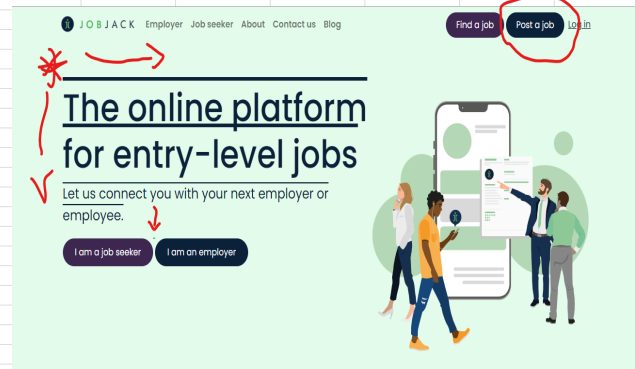 JOBJACK Employer Job seeker About Contact us Blog Find a job Post a job Log in
The online platform
for entry-level jobs
Let us connect you with your next employer or
employee.
I am a job seeker I am an employer